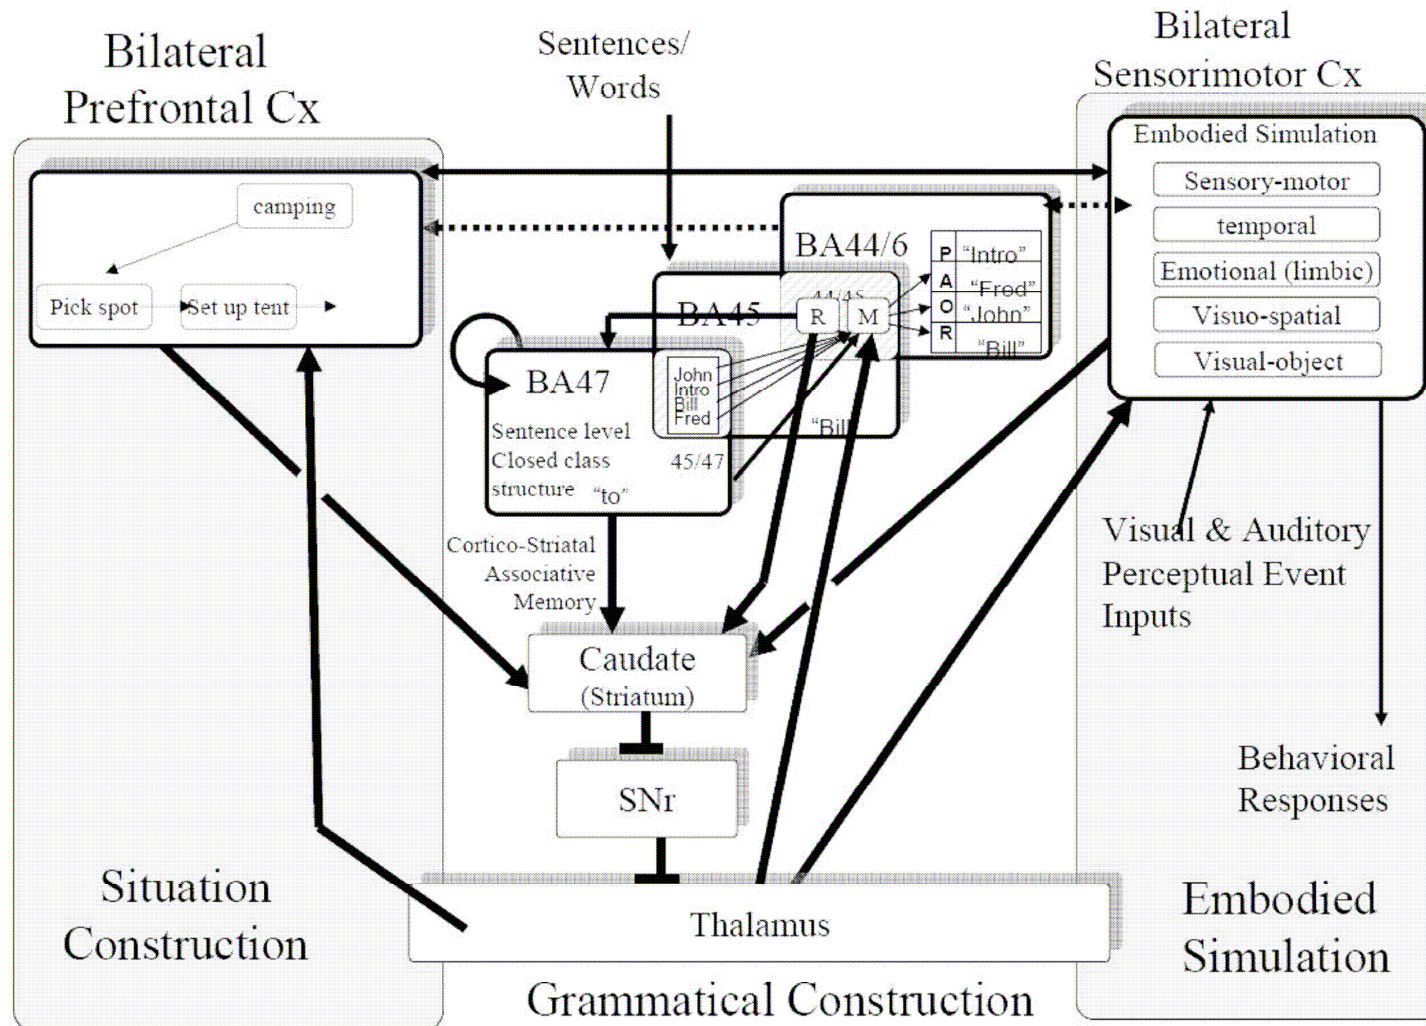 Bilateral
Prefrontal Cx
Sentences/
Words
Bilateral
Sensorimotor Cx
Embodied Simulation
Sensory-motor
temporal
Emotional (limbic)
Visuo-spatial
Visual-object
camping
Pick spot
Set up tent
BA44/6
P "Intro"
A "Fred"
O "John"
R "Bill"
44/45
BA45
R
M
BA47
John
Intro
Bill
Fred
"Bill
Sentence level
Closed class
structure "to"
45/47
Cortico-Striatal
Associative
Memory
Visual & Auditory
Perceptual Event
Inputs
Caudate
(Striatum)
SNr
Behavioral
Responses
Situation
Construction
Thalamus
Embodied
Simulation
Grammatical Construction